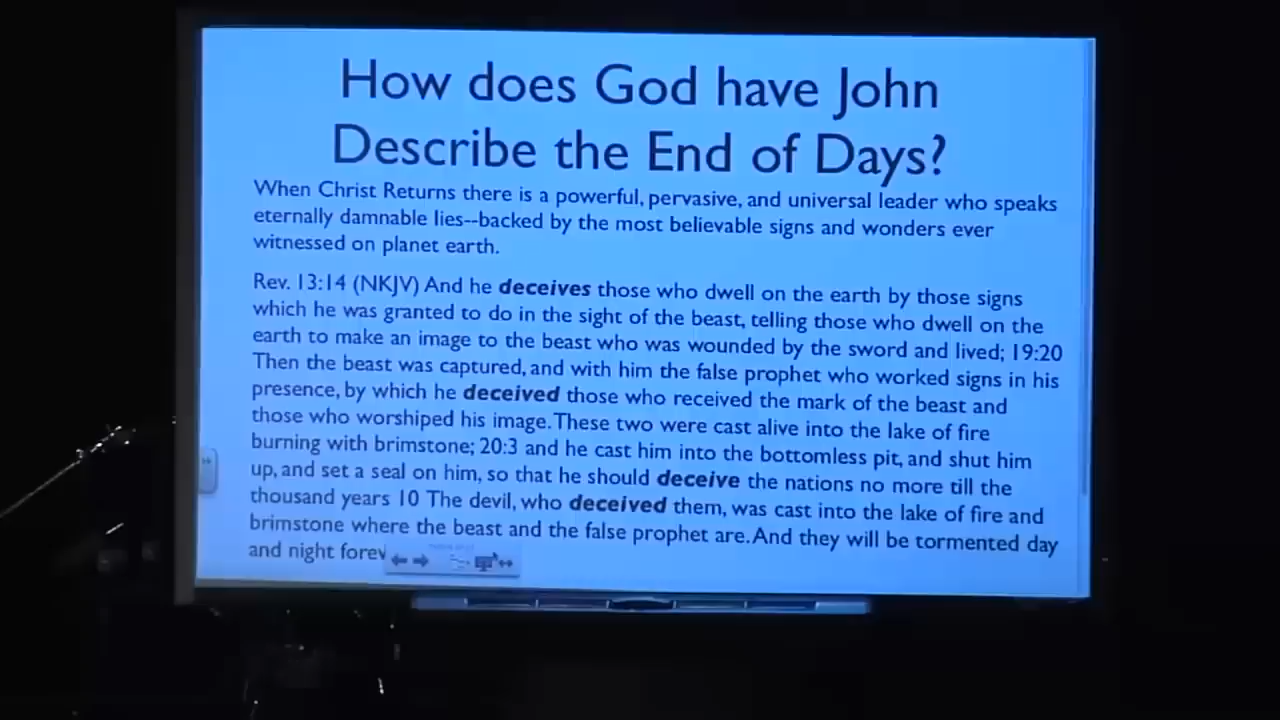 How does God have John
Describe the End of Days?
When Christ Returns there is a powerful, pervasive, and universal leader who speaks
eternally damnable lies--backed by the most believable signs and wonders ever
witnessed on planet earth.
Rev. 13:14 (NKJV) And he deceives those who dwell on the earth by those signs
which he was granted to do in the sight of the beast, telling those who dwell on the
earth to make an image to the beast who was wounded by the sword and lived; 19:20
Then the beast was captured, and with him the false prophet who worked signs in his
presence, by which he deceived those who received the mark of the beast and
those who worshiped his image. These two were cast alive into the lake of fire
burning with brimstone; 20:3 and he cast him into the bottomless pit, and shut him
up, and set a seal on him, so that he should deceive the nations no more till the
thousand years 10 The devil, who deceived them, was cast into the lake of fire and
brimstone where the beast and the false prophet are. And they will be tormented day
and night forev